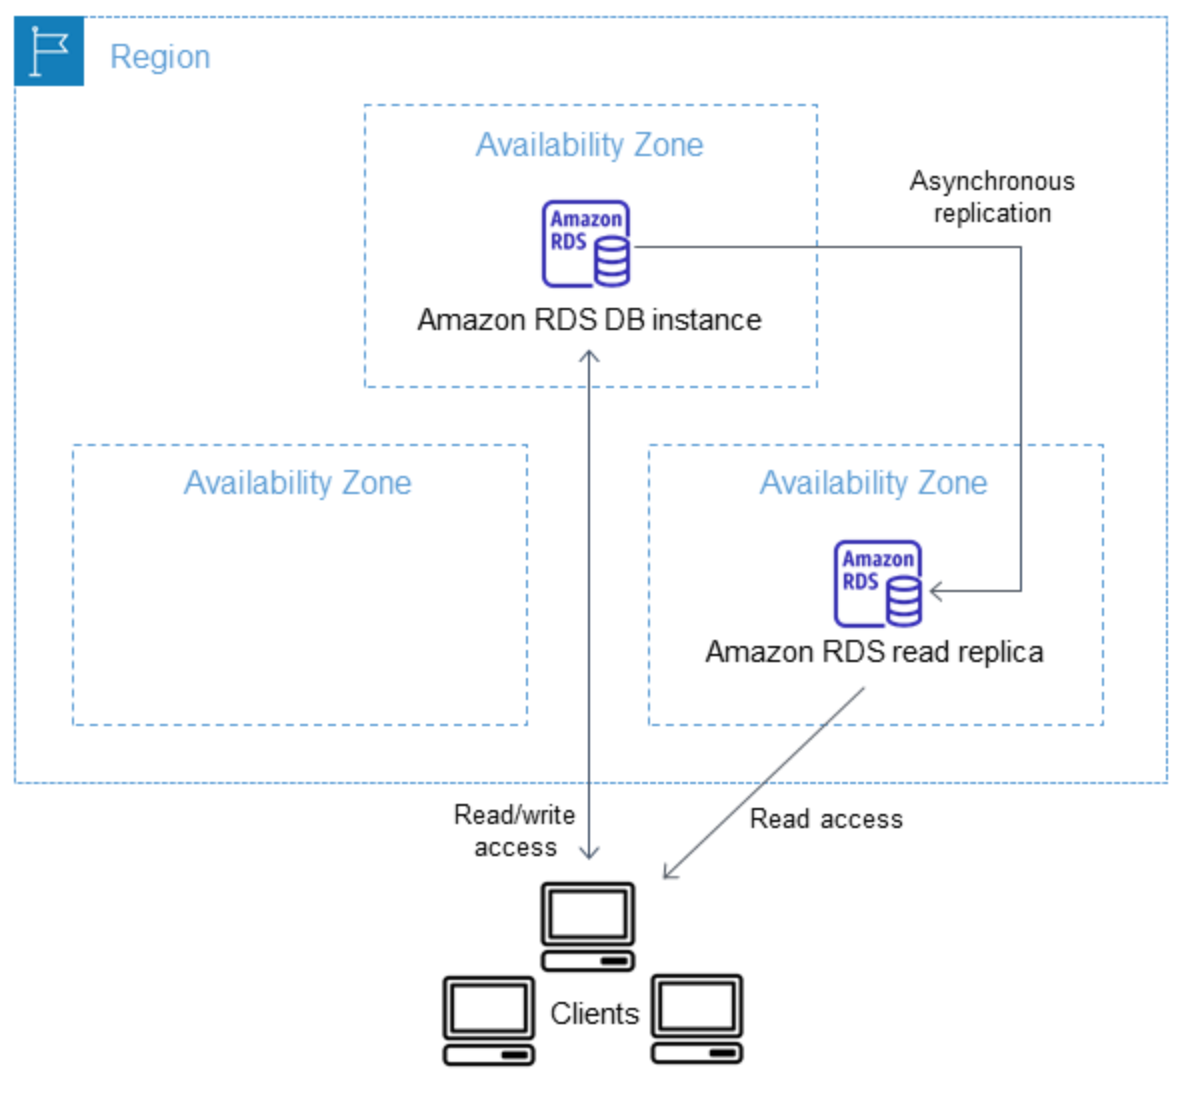 Region
Availability Zone
Amazon
RDS
Amazon RDS DB instance
Asynchronous
replication
Availability Zone
Availability Zone
Amazon
RDS
Amazon RDS read replica
Read/write
access
Read access
Clients